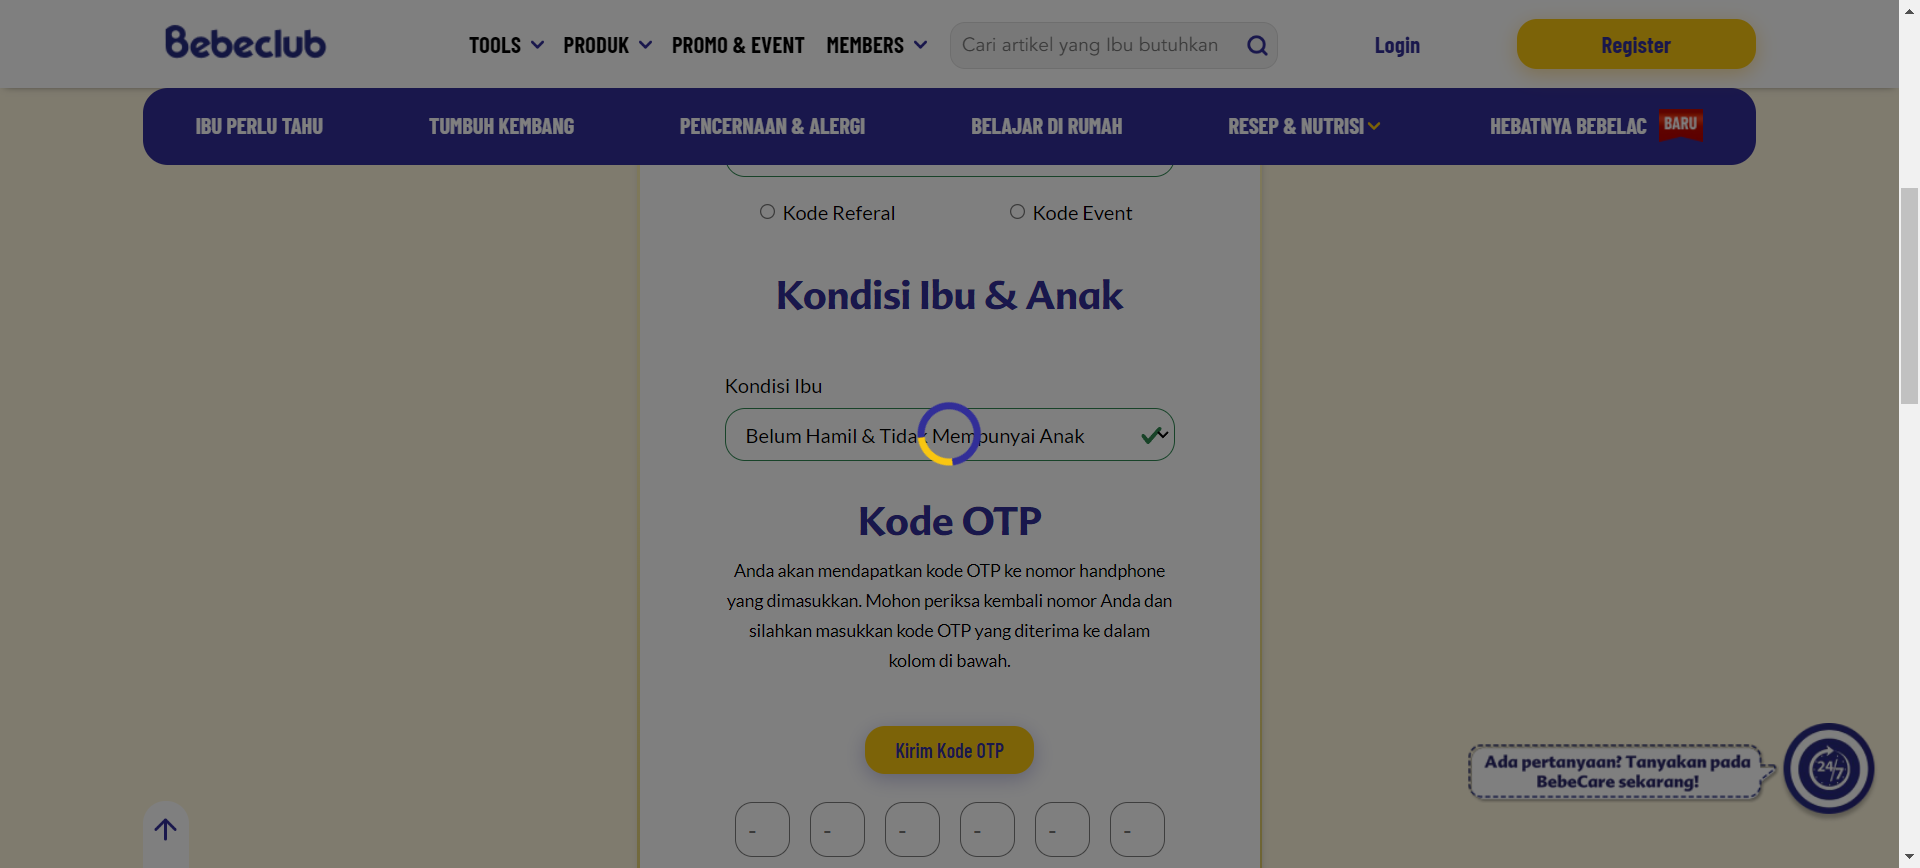 Bebeclub
TOOLS
PRODUK
PROMO & EVENT
MEMBERS
Cari artikel yang Ibu butuhkan
Login
Register
IBU PERLU TAHU
TUMBUH KEMBANG
PENCERNAAN & ALERGI
BELAJAR DI RUMAH
RESEP & NUTRISI
HEBATNYA BEBELAC
BARU
Kode Referal
Kode Event
Kondisi Ibu & Anak
Kondisi Ibu
Belum Hamil & Tidak Mempunyai Anak
Kode OTP
Anda akan mendapatkan kode OTP ke nomor handphone
yang dimasukkan. Mohon periksa kembali nomor Anda dan
silahkan masukkan kode OTP yang diterima ke dalam
kolom di bawah.
Kirim Kode OTP
Ada pertanyaan? Tanyakan pada
BebeCare sekarang!
24/7
- - - - - -